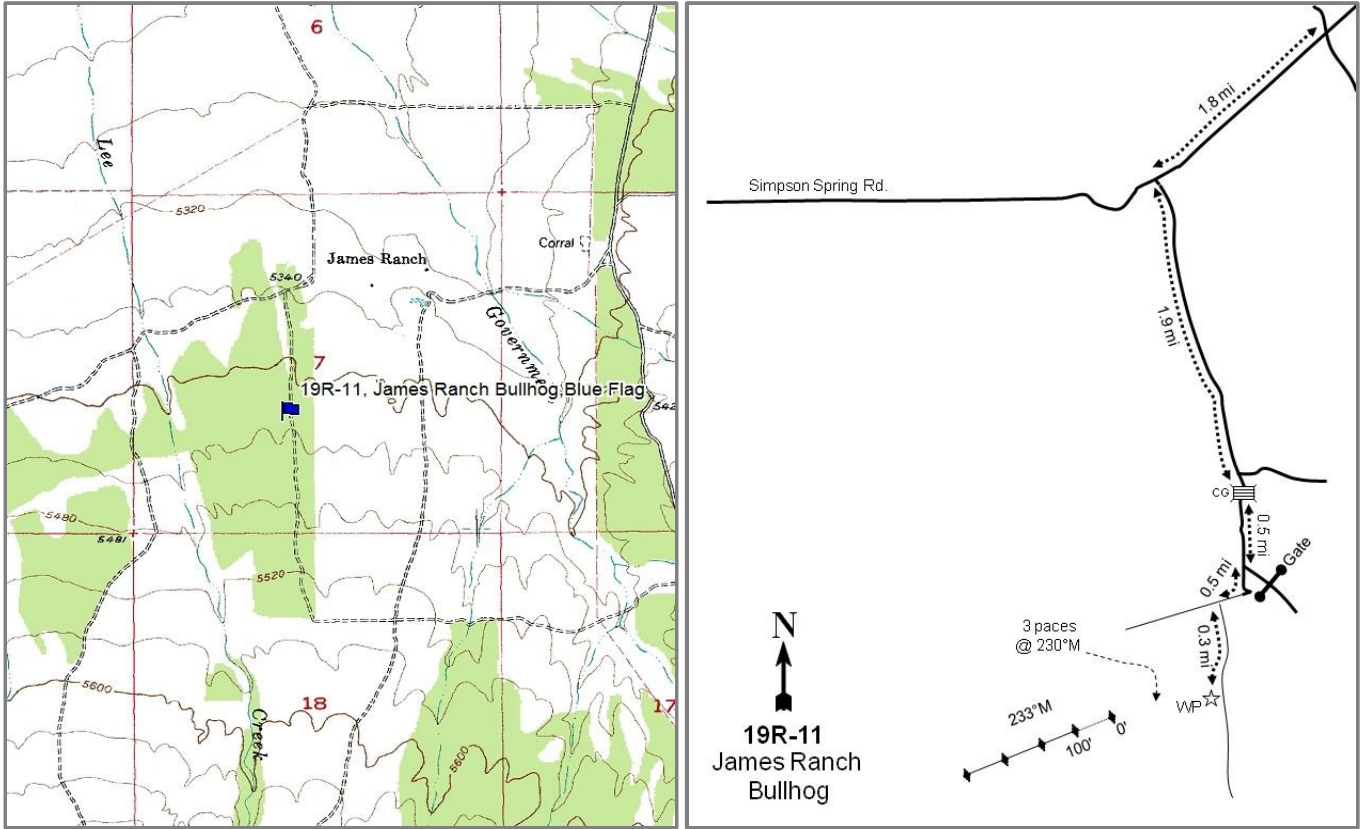 6
Lee
5320
Corral
James Ranch
5340
Governme
7
19R-11, James Ranch Bullhog Blue Flag
542
5480
5481
5520
5600
18
17
Creek
5600
1.8 mi
Simpson Spring Rd.
1.9 mi
CG
0.5 mi
Gate
0.5 mi
3 paces
@ 230°M
0.3 mi
N
WP
233°M
0'
100'
19R-11
James Ranch
Bullhog